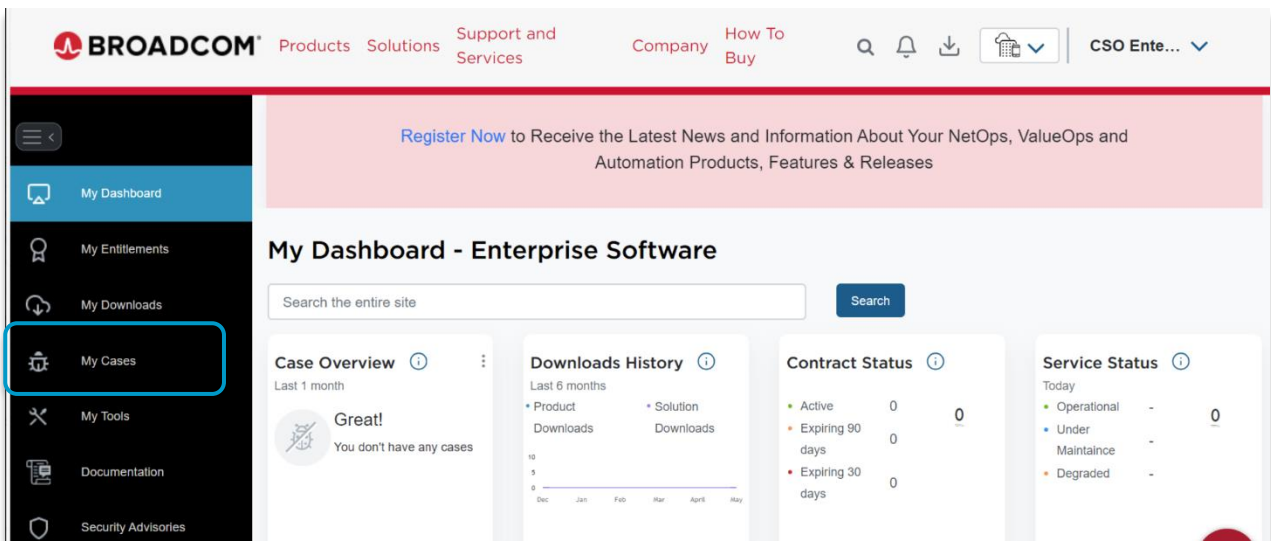 BROADCOM
Products Solutions Support and Services Company How To Buy CSO Ente...
Register Now to Receive the Latest News and Information About Your NetOps, ValueOps and
Automation Products, Features & Releases
My Dashboard
My Entitlements
My Downloads
My Cases
My Tools
Documentation
Security Advisories
My Dashboard - Enterprise Software
Search the entire site
Search
Case Overview
Last 1 month
Great!
You don't have any cases
Downloads History
Last 6 months
Product
Downloads
Solution
Downloads
10
5
0
Dec Jan Feb Mar April May
Contract Status
Active 0
Expiring 90
days 0
Expiring 30
days 0
0
Service Status
Today
Operational -
Under
Maintaince -
Degraded -
0